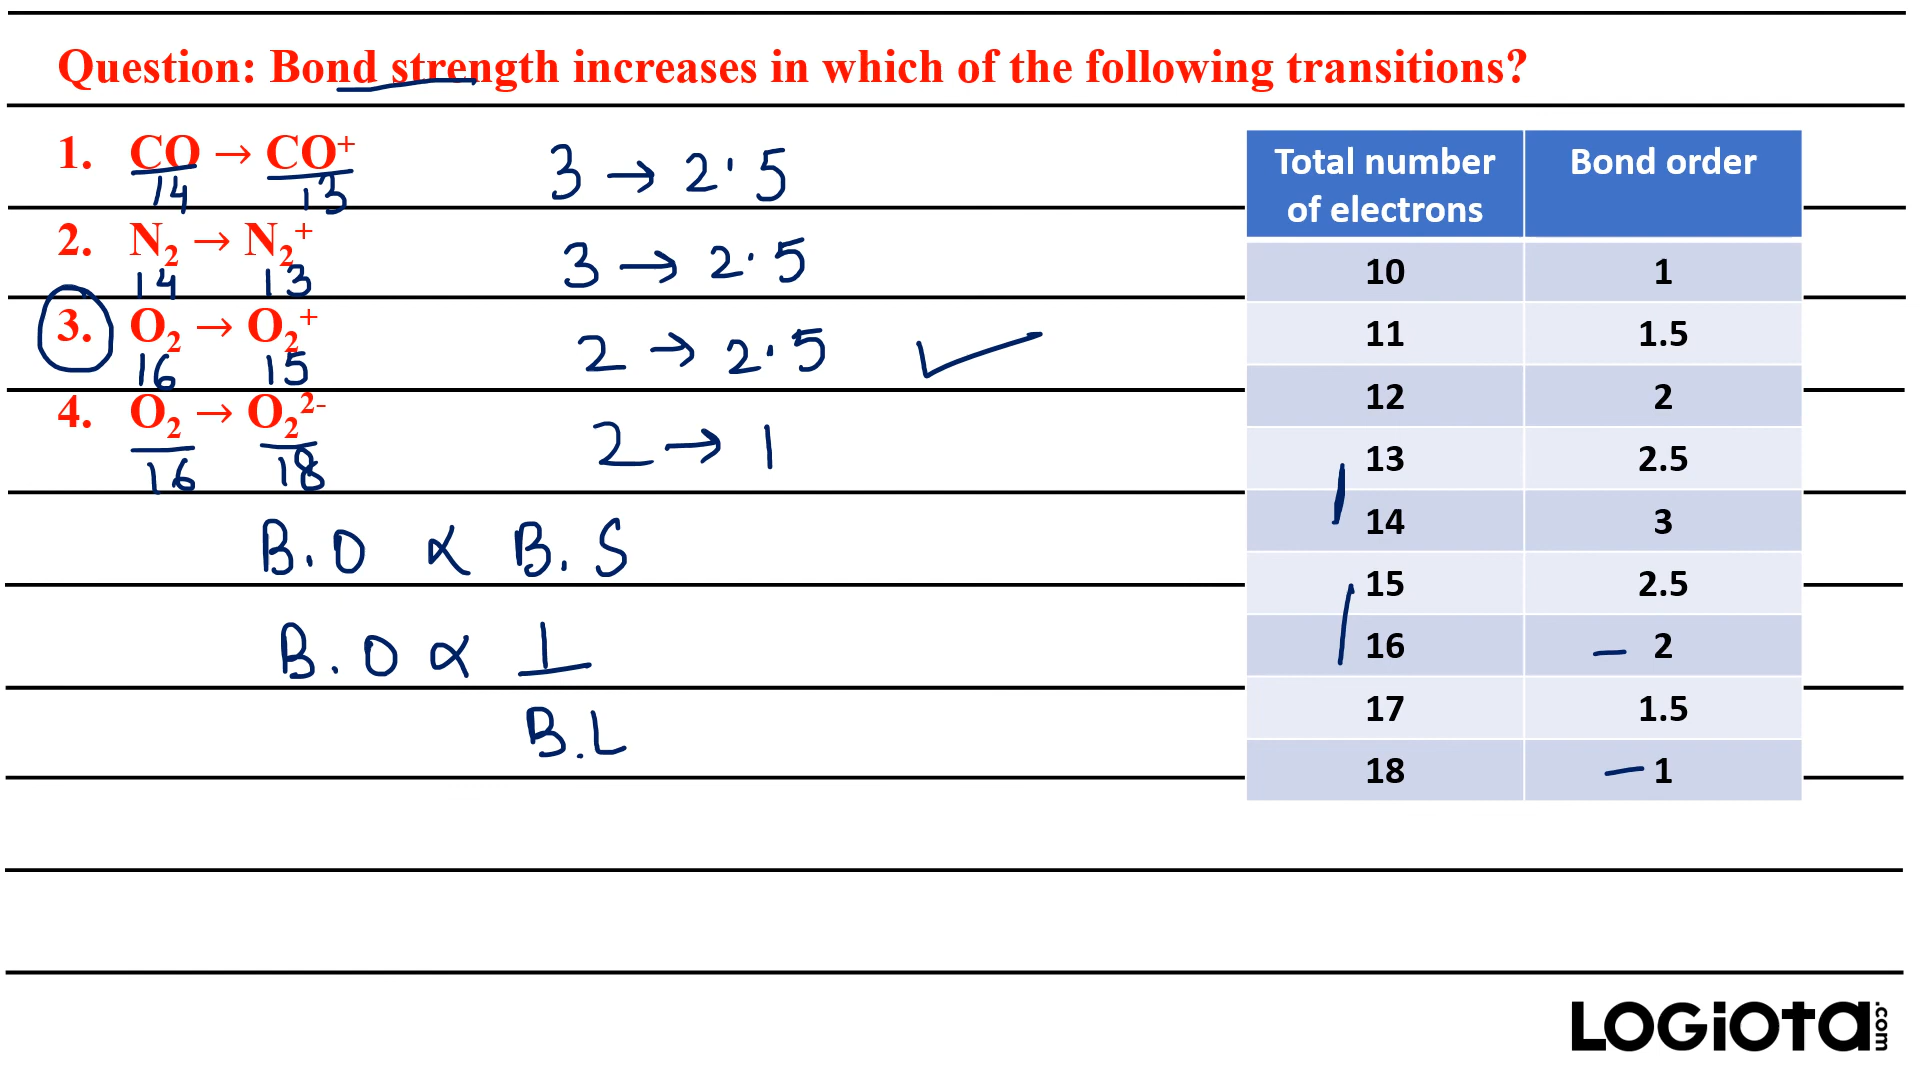 Question: Bond strength increases in which of the following transitions?
1. CO → CO⁺ 3 → 2.5
14 13
2. N₂ → N₂⁺ 3 → 2.5
14 13
3. O₂ → O₂⁺ 2 → 2.5 ✓
16 15
4. O₂ → O₂²⁻ 2 → 1
16 18
B.O ∝ B.S
B.O ∝ 1
B.L
Total number of electrons Bond order
10 1
11 1.5
12 2
13 2.5
14 3
15 2.5
16 – 2
17 1.5
18 – 1
LOGiOTA.com